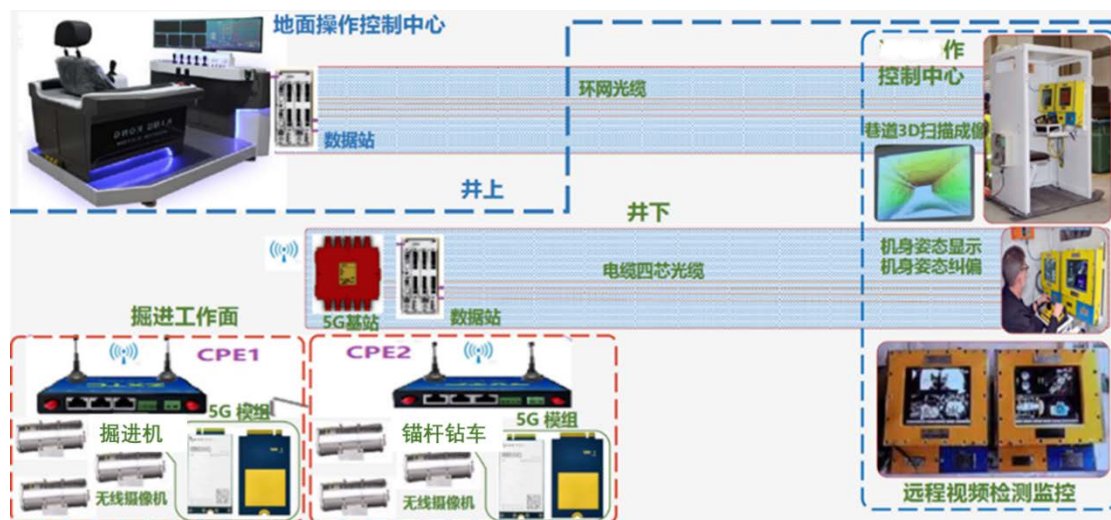 地面操作控制中心
作
控制中心
环网光缆
数据站
巷道3D扫描成像
井上
井下
电缆四芯光缆
机身姿态显示
机身姿态纠偏
5G基站
数据站
掘进工作面
CPE1
CPE2
5G 模组
掘进机
无线摄像机
5G 模组
锚杆钻车
无线摄像机
远程视频检测监控